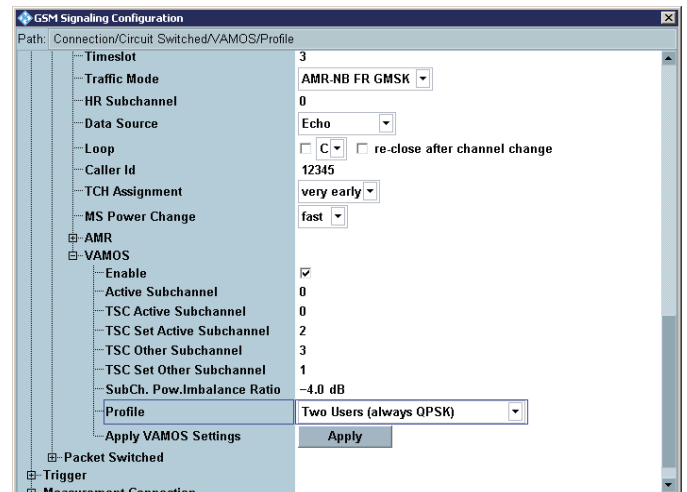 GSM Signaling Configuration
Path: Connection/Circuit Switched/VAMOS/Profile
Timeslot 3
Traffic Mode AMR-NB FR GMSK
HR Subchannel 0
Data Source Echo
Loop C re-close after channel change
Caller Id 12345
TCH Assignment very early
MS Power Change fast
AMR
VAMOS
Enable
Active Subchannel 0
TSC Active Subchannel 0
TSC Set Active Subchannel 2
TSC Other Subchannel 3
TSC Set Other Subchannel 1
SubCh. Pow.Imbalance Ratio −4.0 dB
Profile Two Users (always QPSK)
Apply VAMOS Settings Apply
Packet Switched
Trigger
Measurement Connection